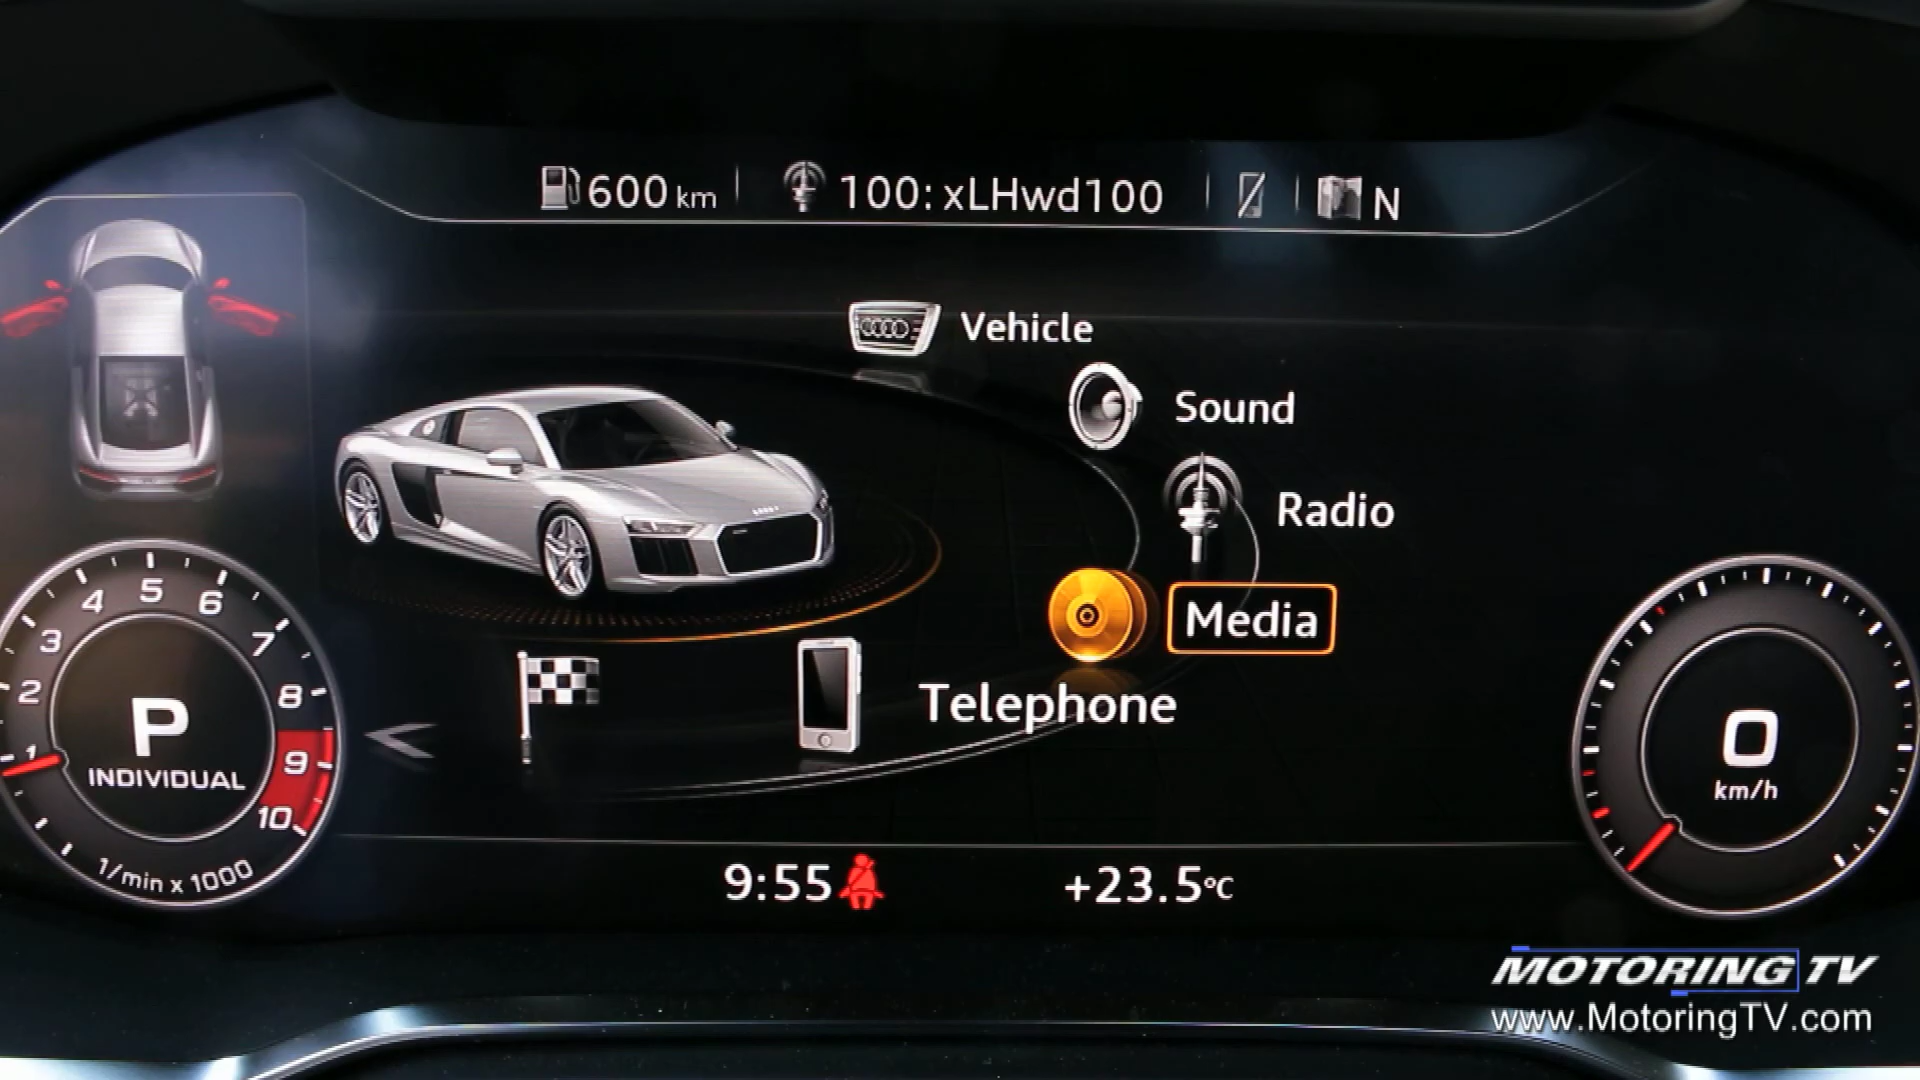 600 km
100: xLHwd100
N
Vehicle
Sound
Radio
Media
Telephone
1
2
3
4
5
6
7
8
9
10
P
INDIVIDUAL
1/min x 1000
0
km/h
9:55
+23.5°C
MOTORING TV
www.MotoringTV.com